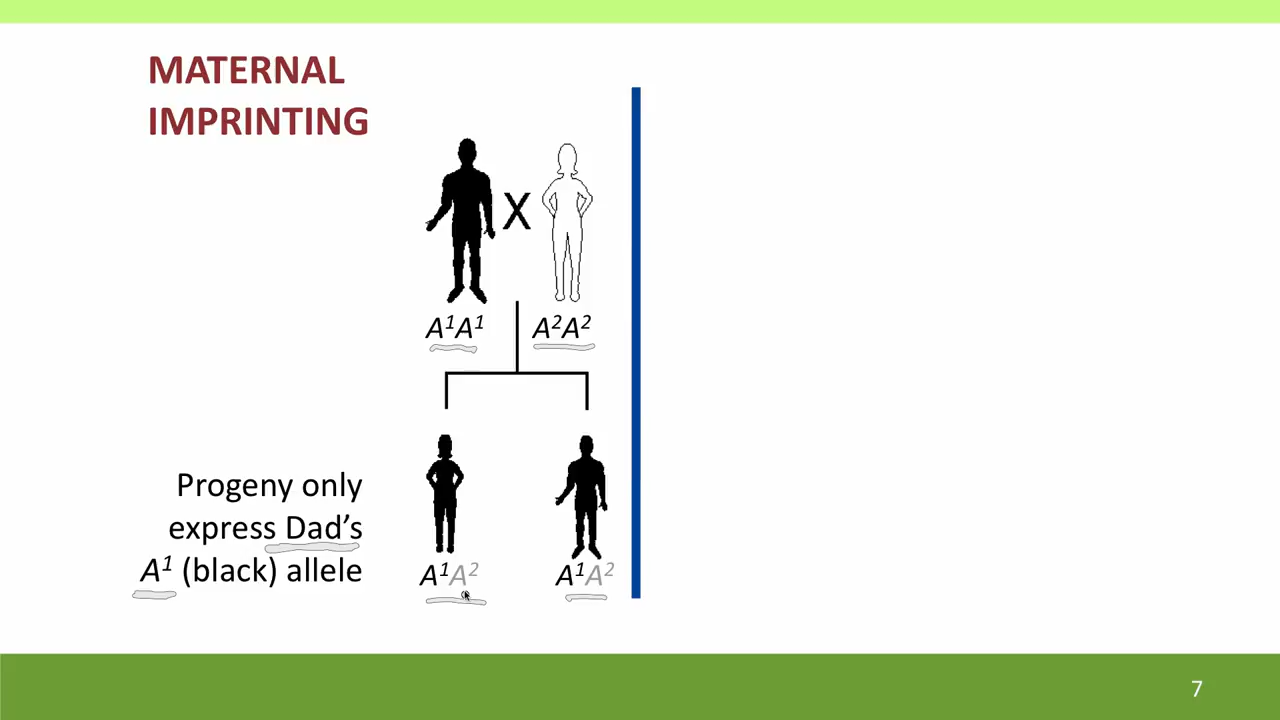 MATERNAL
IMPRINTING
X
A¹A¹ A²A²
Progeny only
express Dad’s
A¹ (black) allele
A¹A² A¹A²
7